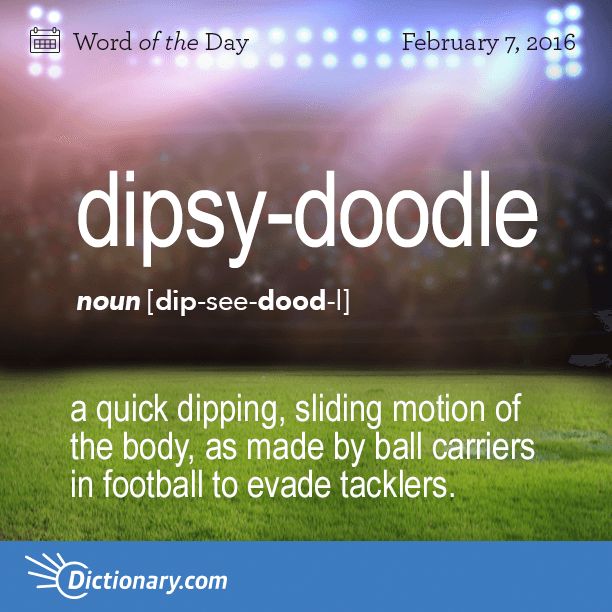 Word of the Day
February 7, 2016
dipsy-doodle
noun [dip-see-dood-l]
a quick dipping, sliding motion of
the body, as made by ball carriers
in football to evade tacklers.
Dictionary.com